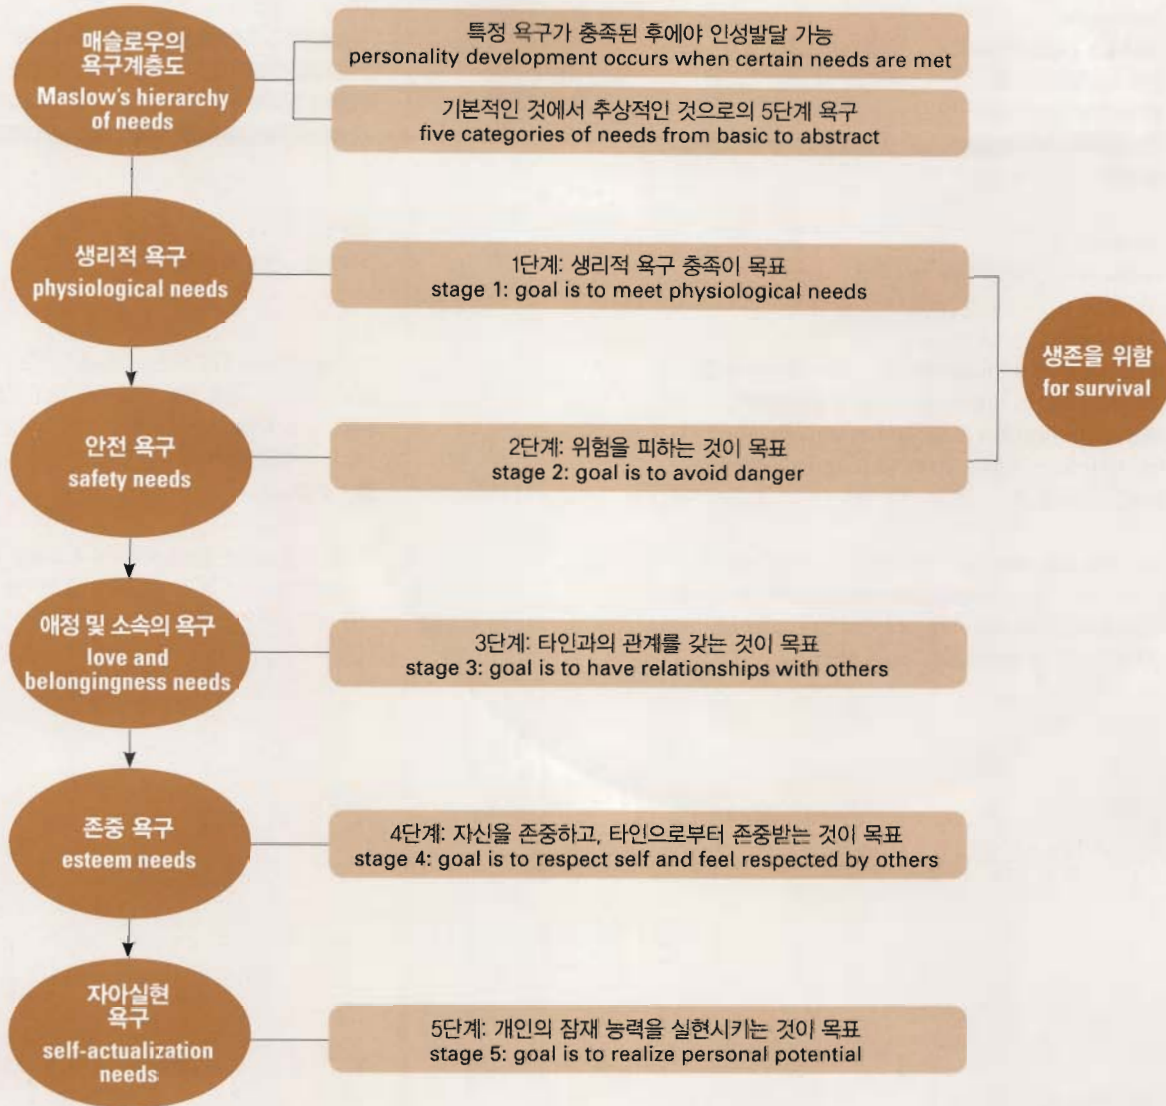 매슬로우의
욕구계층도
Maslow's hierarchy
of needs
특정 욕구가 충족된 후에야 인성발달 가능
personality development occurs when certain needs are met
기본적인 것에서 추상적인 것으로의 5단계 욕구
five categories of needs from basic to abstract
생리적 욕구
physiological needs
1단계: 생리적 욕구 충족이 목표
stage 1: goal is to meet physiological needs
생존을 위함
for survival
안전 욕구
safety needs
2단계: 위험을 피하는 것이 목표
stage 2: goal is to avoid danger
애정 및 소속의 욕구
love and
belongingness needs
3단계: 타인과의 관계를 갖는 것이 목표
stage 3: goal is to have relationships with others
존중 욕구
esteem needs
4단계: 자신을 존중하고, 타인으로부터 존중받는 것이 목표
stage 4: goal is to respect self and feel respected by others
자아실현
욕구
self-actualization
needs
5단계: 개인의 잠재 능력을 실현시키는 것이 목표
stage 5: goal is to realize personal potential